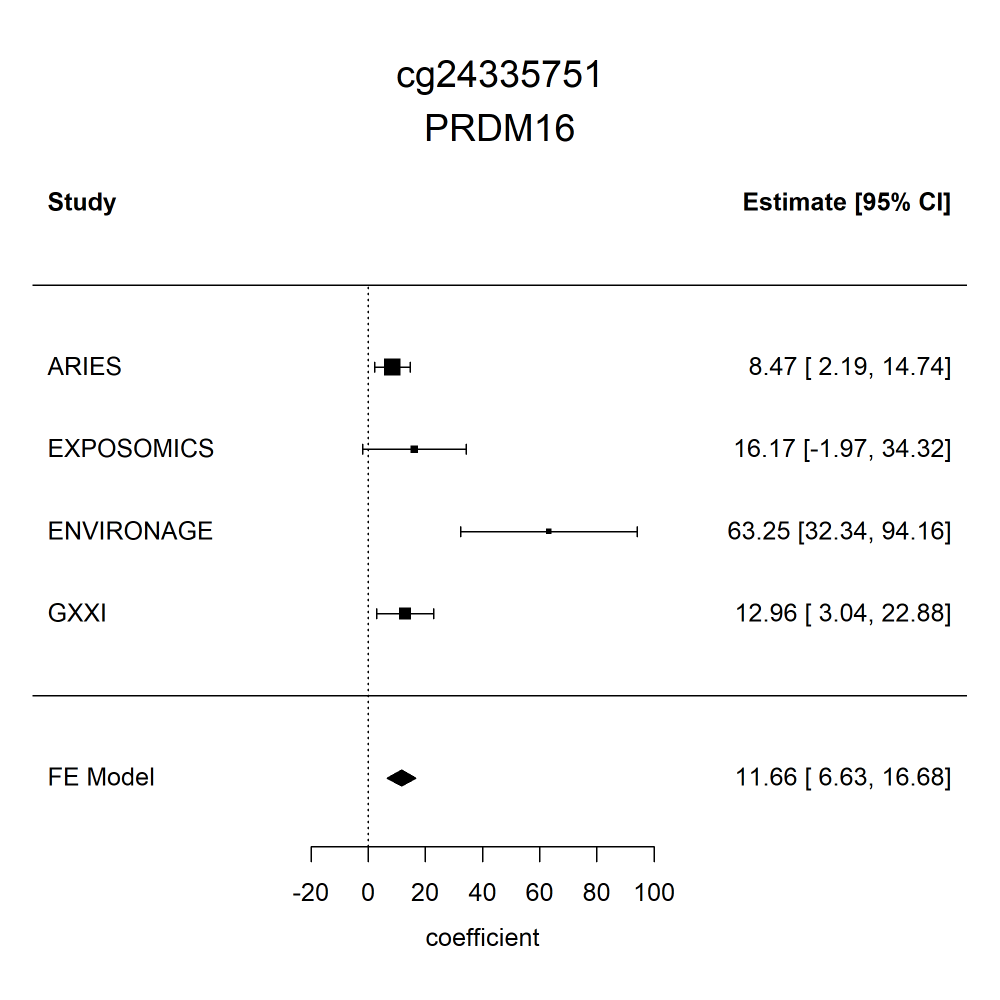 cg24335751
PRDM16
Study Estimate [95% CI]
ARIES 8.47 [ 2.19, 14.74]
EXPOSOMICS 16.17 [-1.97, 34.32]
ENVIRONAGE 63.25 [32.34, 94.16]
GXXI 12.96 [ 3.04, 22.88]
FE Model 11.66 [ 6.63, 16.68]
-20 0 20 40 60 80 100
coefficient